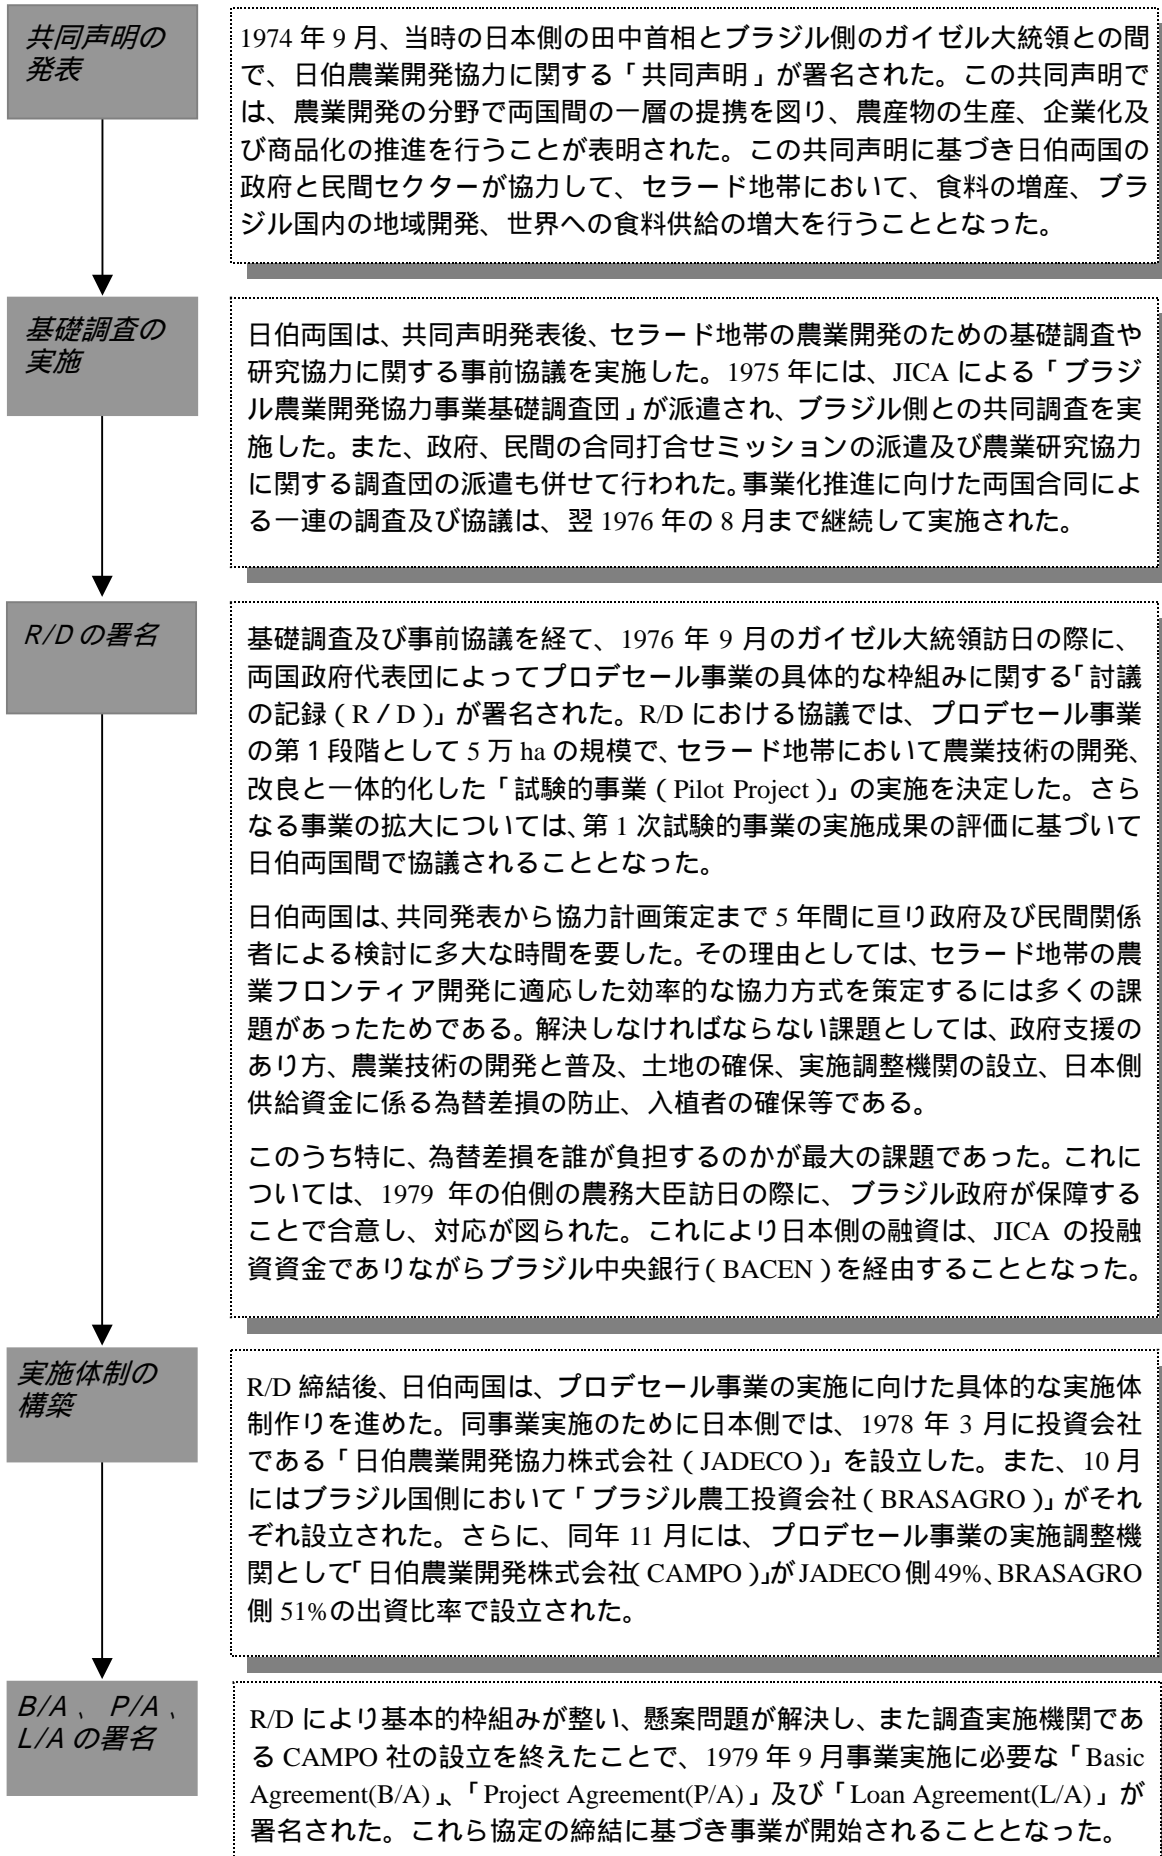 共同声明の
発表
1974 年 9 月、当時の日本側の田中首相とブラジル側のガイゼル大統領との間
で、日伯農業開発協力に関する「共同声明」が署名された。この共同声明で
は、農業開発の分野で両国間の一層の提携を図り、農産物の生産、企業化及
び商品化の推進を行うことが表明された。この共同声明に基づき日伯両国の
政府と民間セクターが協力して、セラード地帯において、食料の増産、ブラ
ジル国内の地域開発、世界への食料供給の増大を行うこととなった。
基礎調査の
実施
日伯両国は、共同声明発表後、セラード地帯の農業開発のための基礎調査や
研究協力に関する事前協議を実施した。1975 年には、JICA による「ブラジ
ル農業開発協力事業基礎調査団」が派遣され、ブラジル側との共同調査を実
施した。また、政府、民間の合同打合せミッションの派遣及び農業研究協力
に関する調査団の派遣も併せて行われた。事業化推進に向けた両国合同によ
る一連の調査及び協議は、翌 1976 年の 8 月まで継続して実施された。
R/D の署名
基礎調査及び事前協議を経て、1976 年 9 月のガイゼル大統領訪日の際に、
両国政府代表団によってプロデセール事業の具体的な枠組みに関する「討議
の記録（R／D）」が署名された。R/D における協議では、プロデセール事業
の第１段階として 5 万 ha の規模で、セラード地帯において農業技術の開発、
改良と一体的化した「試験的事業（Pilot Project）」の実施を決定した。さら
なる事業の拡大については、第 1 次試験的事業の実施成果の評価に基づいて
日伯両国間で協議されることとなった。
日伯両国は、共同発表から協力計画策定まで 5 年間に亘り政府及び民間関係
者による検討に多大な時間を要した。その理由としては、セラード地帯の農
業フロンティア開発に適応した効率的な協力方式を策定するには多くの課
題があったためである。解決しなければならない課題としては、政府支援の
あり方、農業技術の開発と普及、土地の確保、実施調整機関の設立、日本側
供給資金に係る為替差損の防止、入植者の確保等である。
このうち特に、為替差損を誰が負担するのかが最大の課題であった。これに
ついては、1979 年の伯側の農務大臣訪日の際に、ブラジル政府が保障する
ことで合意し、対応が図られた。これにより日本側の融資は、JICA の投融
資資金でありながらブラジル中央銀行（BACEN）を経由することとなった。
実施体制の
構築
R/D 締結後、日伯両国は、プロデセール事業の実施に向けた具体的な実施体
制作りを進めた。同事業実施のために日本側では、1978 年 3 月に投資会社
である「日伯農業開発協力株式会社（JADECO）」を設立した。また、10 月
にはブラジル国側において「ブラジル農工投資会社（BRASAGRO）」がそれ
ぞれ設立された。さらに、同年 11 月には、プロデセール事業の実施調整機
関として「日伯農業開発株式会社（CAMPO）」が JADECO 側 49%、BRASAGRO
側 51%の出資比率で設立された。
B/A 、 P/A 、
L/A の署名
R/D により基本的枠組みが整い、懸案問題が解決し、また調査実施機関であ
る CAMPO 社の設立を終えたことで、1979 年 9 月事業実施に必要な「Basic
Agreement(B/A)」、「Project Agreement(P/A)」及び「Loan Agreement(L/A)」が
署名された。これら協定の締結に基づき事業が開始されることとなった。